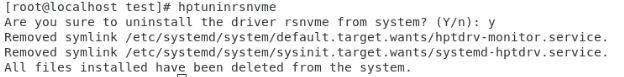 [root@localhost test]# hptuninrsnvme
Are you sure to uninstall the driver rsnvme from system? (Y/n): y
Removed symlink /etc/systemd/system/default.target.wants/hptdrv-monitor.service.
Removed symlink /etc/systemd/system/sysinit.target.wants/systemd-hptdrv.service.
All files installed have been deleted from the system.